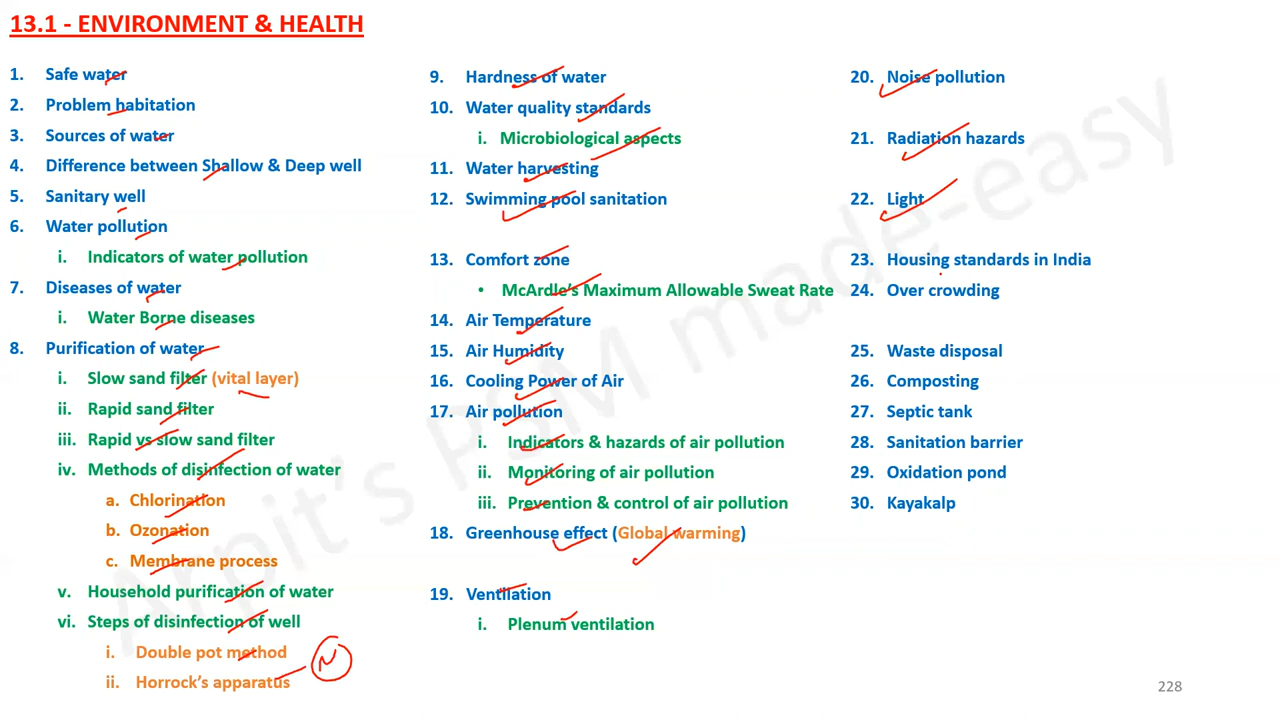 13.1 - ENVIRONMENT & HEALTH
1. Safe water
2. Problem habitation
3. Sources of water
4. Difference between Shallow & Deep well
5. Sanitary well
6. Water pollution
i. Indicators of water pollution
7. Diseases of water
i. Water Borne diseases
8. Purification of water
i. Slow sand filter (vital layer)
ii. Rapid sand filter
iii. Rapid vs slow sand filter
iv. Methods of disinfection of water
a. Chlorination
b. Ozonation
c. Membrane process
v. Household purification of water
vi. Steps of disinfection of well
i. Double pot method
ii. Horrock's apparatus
N
9. Hardness of water
10. Water quality standards
i. Microbiological aspects
11. Water harvesting
12. Swimming pool sanitation
13. Comfort zone
• McArdle's Maximum Allowable Sweat Rate
14. Air Temperature
15. Air Humidity
16. Cooling Power of Air
17. Air pollution
i. Indicators & hazards of air pollution
ii. Monitoring of air pollution
iii. Prevention & control of air pollution
18. Greenhouse effect (Global warming)
19. Ventilation
i. Plenum ventilation
20. Noise pollution
21. Radiation hazards
22. Light
23. Housing standards in India
24. Over crowding
25. Waste disposal
26. Composting
27. Septic tank
28. Sanitation barrier
29. Oxidation pond
30. Kayakalp
Arpit's PSM made-easy
228